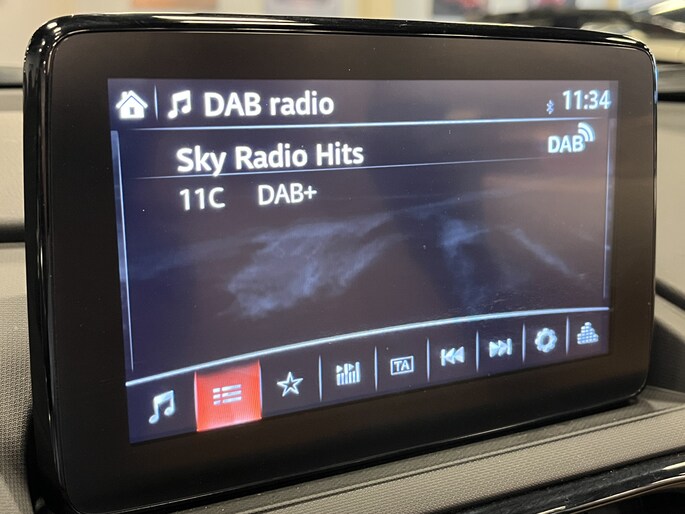 DAB radio 11:34
Sky Radio Hits DAB
11C DAB+
TA